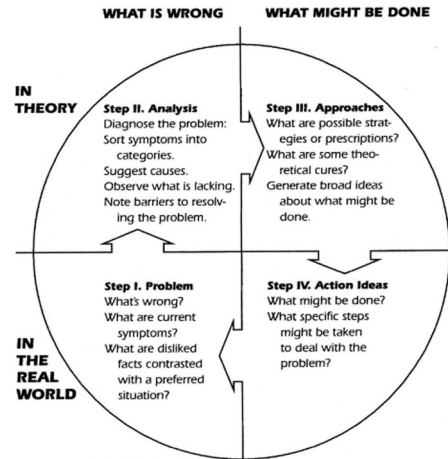 WHAT IS WRONG
WHAT MIGHT BE DONE
IN
THEORY
Step II. Analysis
Diagnose the problem:
Sort symptoms into
categories.
Suggest causes.
Observe what is lacking.
Note barriers to resolv-
ing the problem.
Step III. Approaches
What are possible strat-
egies or prescriptions?
What are some theo-
retical cures?
Generate broad ideas
about what might be
done.
IN
THE
REAL
WORLD
Step I. Problem
What's wrong?
What are current
symptoms?
What are disliked
facts contrasted
with a preferred
situation?
Step IV. Action Ideas
What might be done?
What specific steps
might be taken
to deal with the
problem?